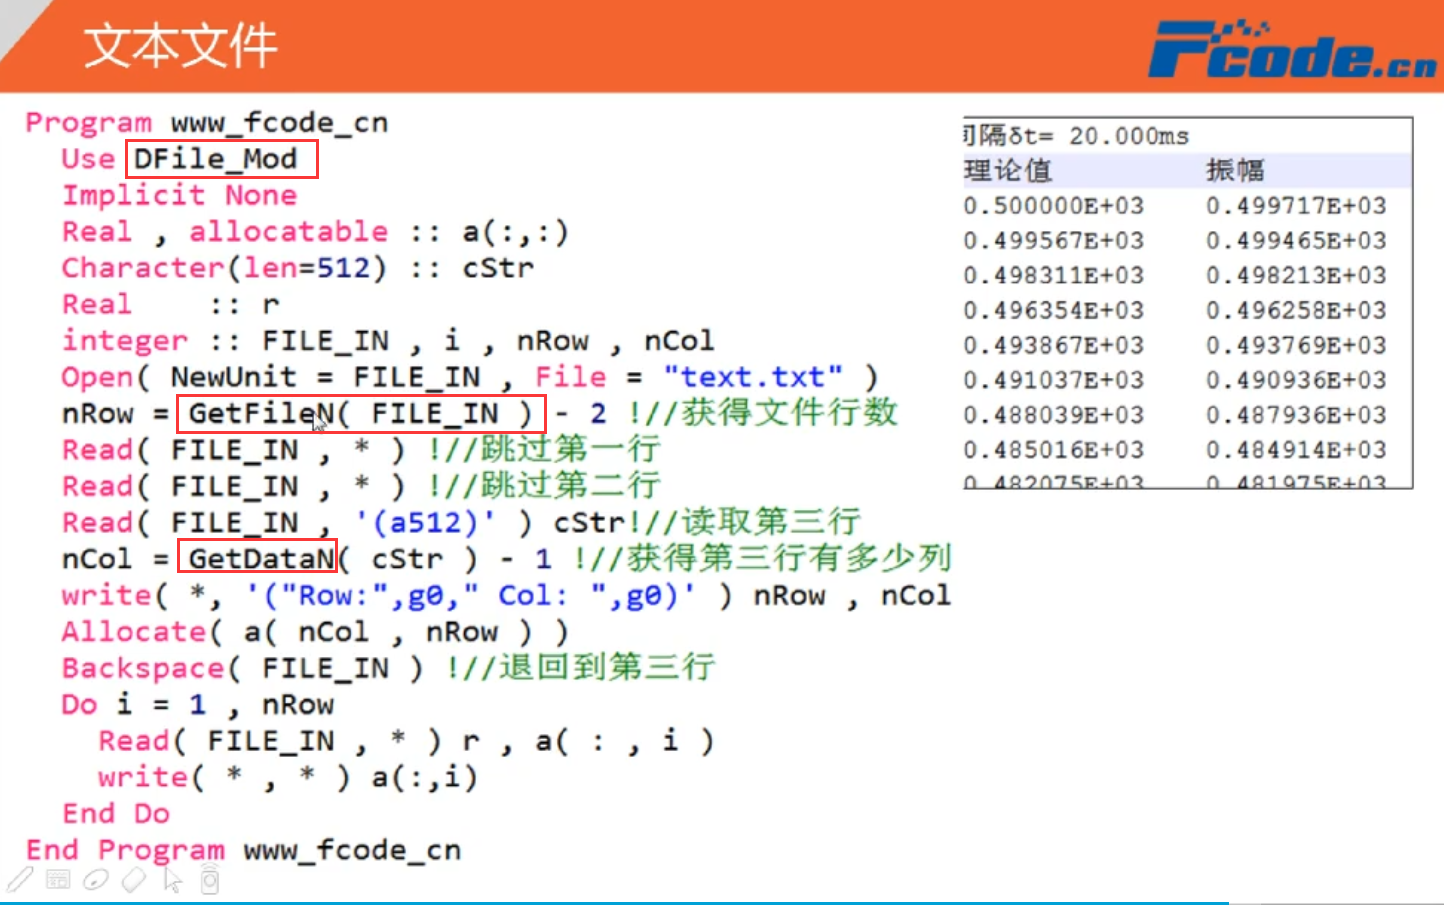 文本文件
Fcode.cn
Program www_fcode_cn
Use DFile_Mod
Implicit None
Real , allocatable :: a(:,:)
Character(len=512) :: cStr
Real :: r
integer :: FILE_IN , i , nRow , nCol
Open( NewUnit = FILE_IN , File = "text.txt" )
nRow = GetFileN( FILE_IN ) - 2 !//获得文件行数
Read( FILE_IN , * ) !//跳过第一行
Read( FILE_IN , * ) !//跳过第二行
Read( FILE_IN , '(a512)' ) cStr!//读取第三行
nCol = GetDataN( cStr ) - 1 !//获得第三行有多少列
write( *, '("Row:",g0," Col: ",g0)' ) nRow , nCol
Allocate( a( nCol , nRow ) )
Backspace( FILE_IN ) !//退回到第三行
Do i = 1 , nRow
Read( FILE_IN , * ) r , a( : , i )
write( * , * ) a(:,i)
End Do
End Program www_fcode_cn
间隔δt= 20.000ms
理论值 振幅
0.500000E+03 0.499717E+03
0.499567E+03 0.499465E+03
0.498311E+03 0.498213E+03
0.496354E+03 0.496258E+03
0.493867E+03 0.493769E+03
0.491037E+03 0.490936E+03
0.488039E+03 0.487936E+03
0.485016E+03 0.484914E+03
0.482075E+03 0.481975E+03